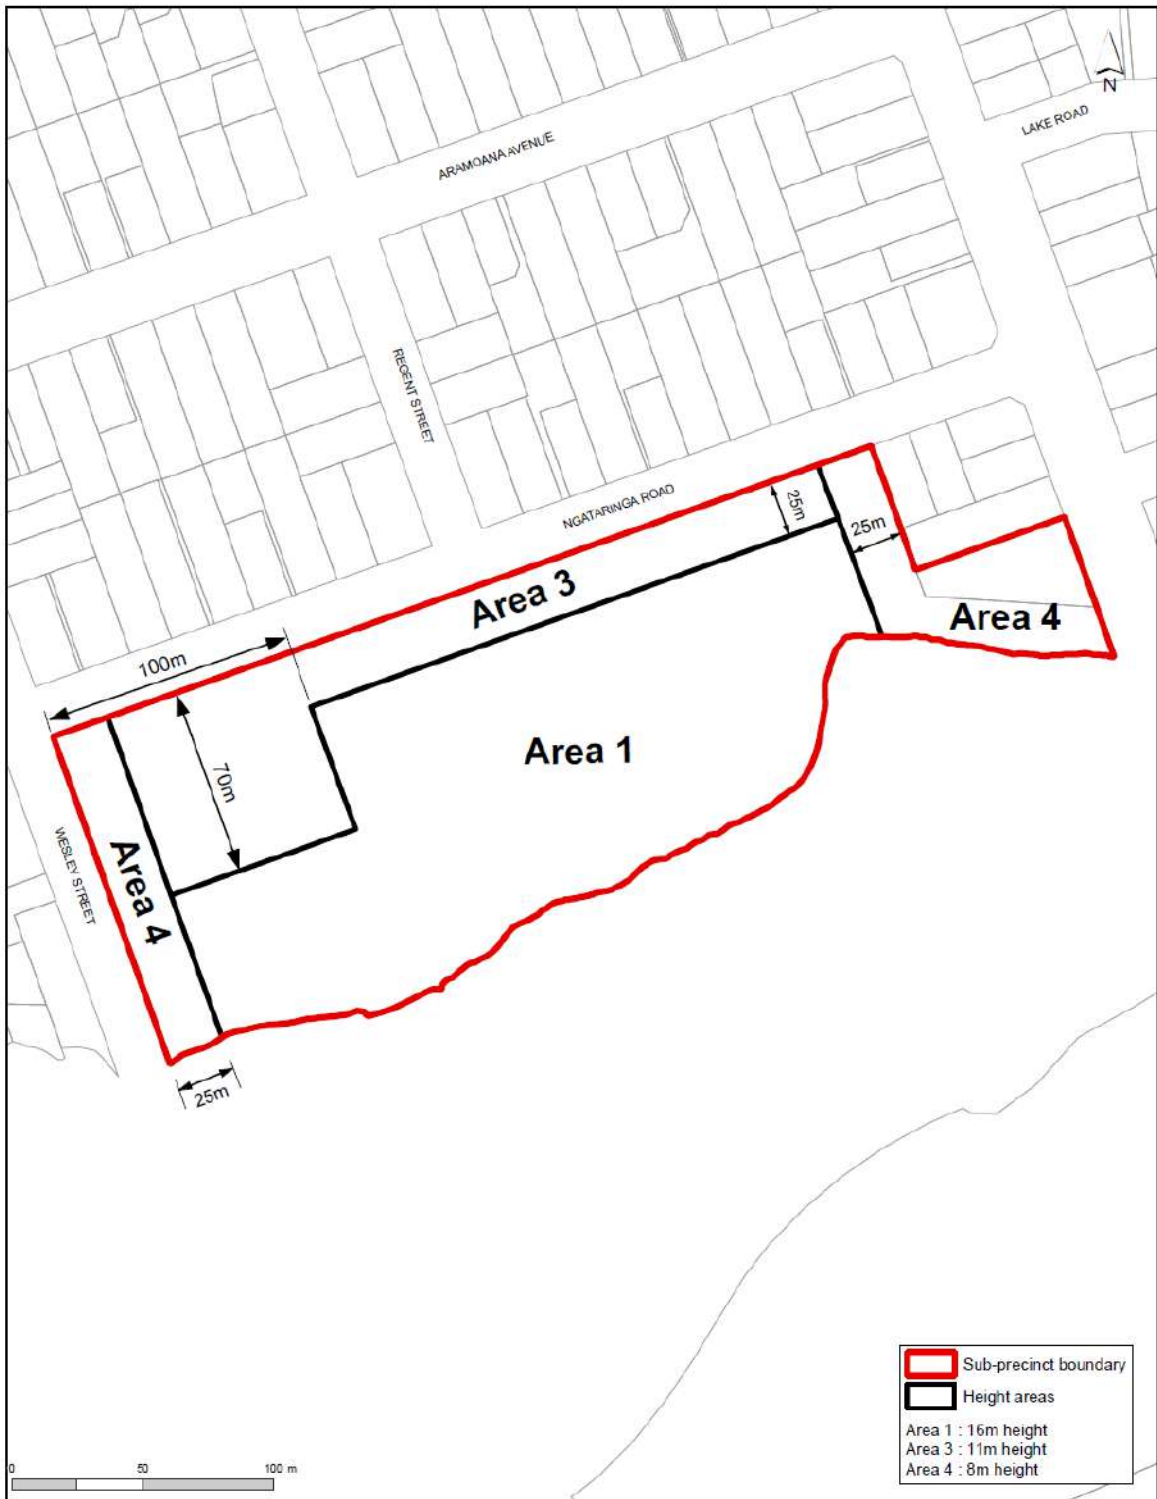 N
LAKE ROAD
ARAMOANA AVENUE
REGENT STREET
NGATARINGA ROAD
25m
25m
Area 3
Area 4
100m
Area 1
70m
WESLEY STREET
Area 4
25m
Sub-precinct boundary
Height areas
Area 1 : 16m height
Area 3 : 11m height
Area 4 : 8m height
0 50 100 m